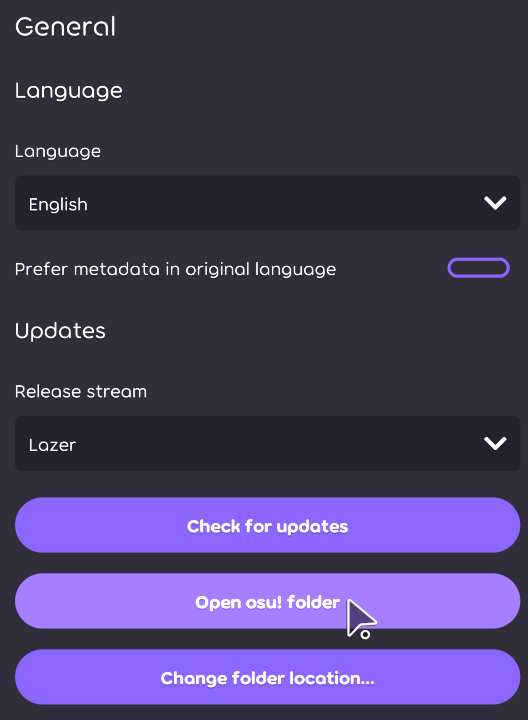 General
Language
Language
English
Prefer metadata in original language
Updates
Release stream
Lazer
Check for updates
Open osu! folder
Change folder location...